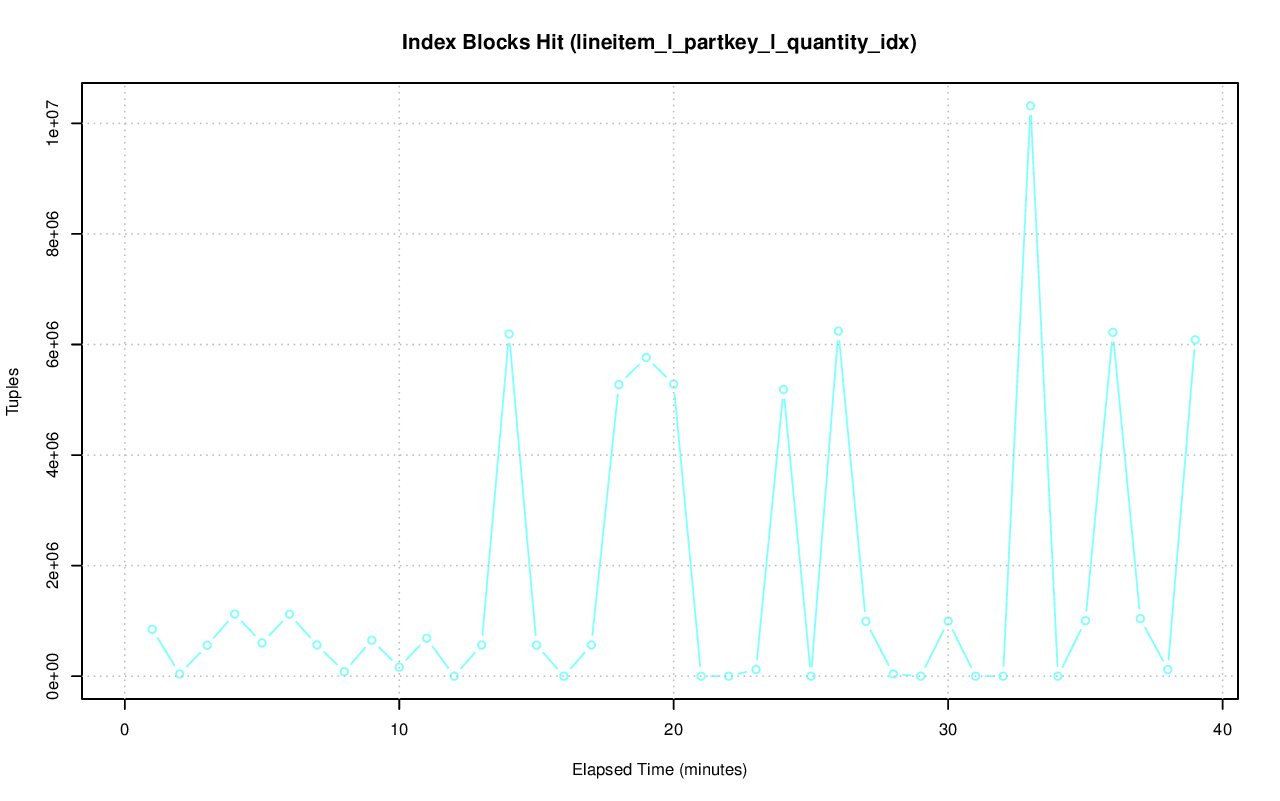 Index Blocks Hit (lineitem_l_partkey_l_quantity_idx)
1e+07
8e+06
6e+06
4e+06
2e+06
0e+00
Tuples
0 10 20 30 40
Elapsed Time (minutes)